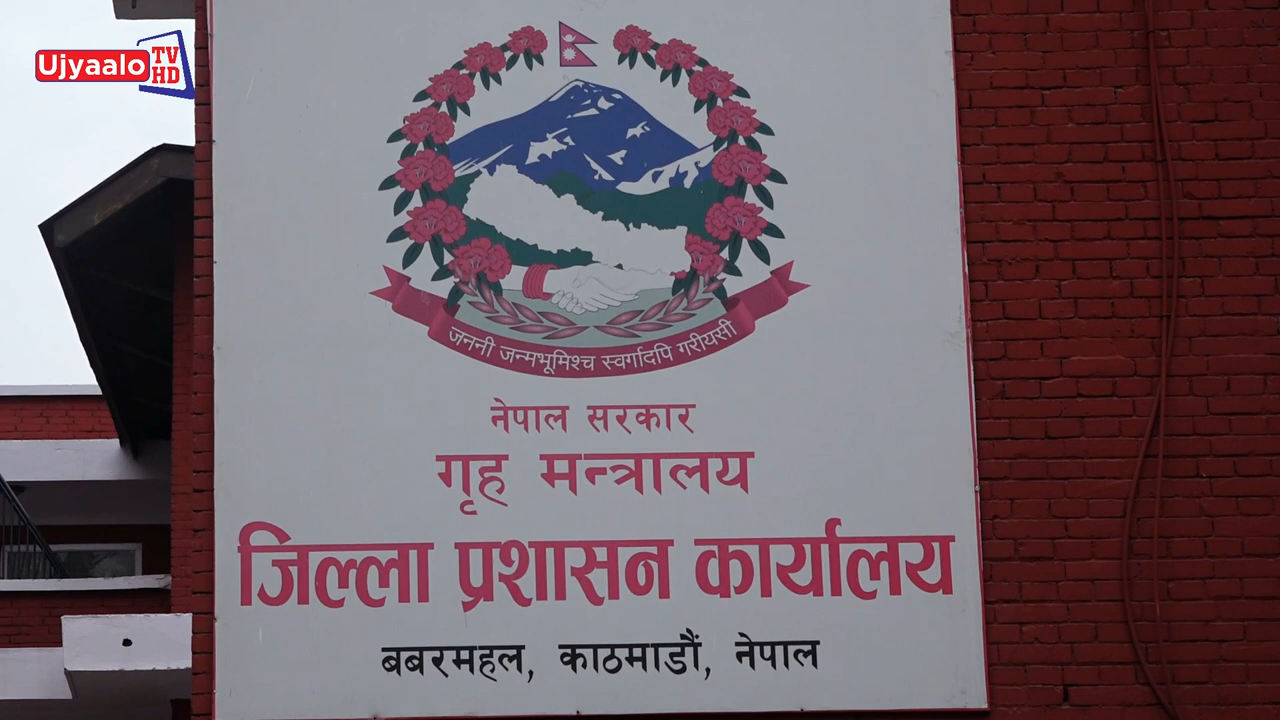 Ujyaalo TV HD
जननी जन्मभूमिश्च स्वर्गादपि गरीयसी
नेपाल सरकार
गृह मन्त्रालय
जिल्ला प्रशासन कार्यालय
बबरमहल, काठमाडौं, नेपाल